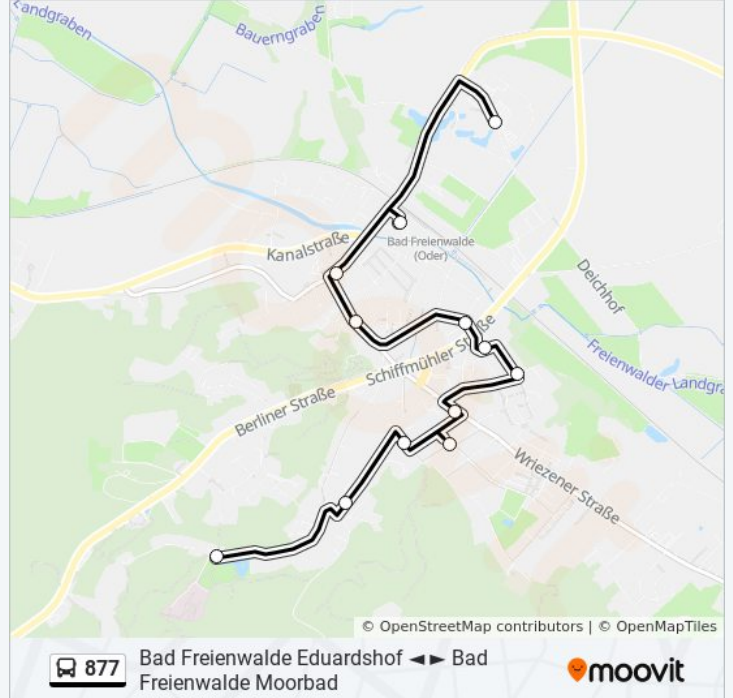 Landgraben
Bauerngraben
Kanalstraße
Bad Freienwalde
(Oder)
Deichhof
Schiffmühler Straße
Freienwalder Landgra
Berliner Straße
Wriezener Straße
© OpenStreetMap contributors | © OpenMapTiles
877
Bad Freienwalde Eduardshof ◄ ► Bad
Freienwalde Moorbad
moovit